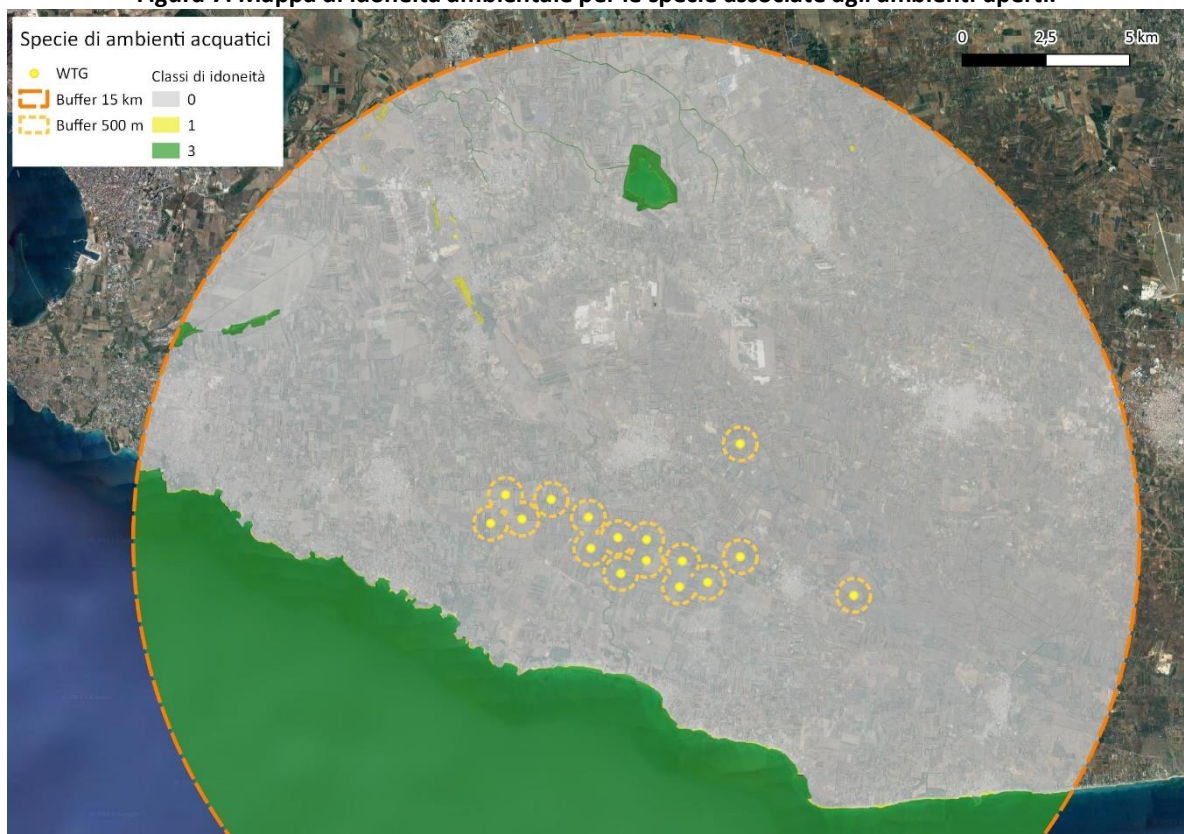 Figura 7: Mappa di idoneità ambientale per le specie associate agli ambienti aperti.
Specie di ambienti acquatici
WTG
Buffer 15 km
Buffer 500 m
Classi di idoneità
0
1
3
0 2,5 5 km